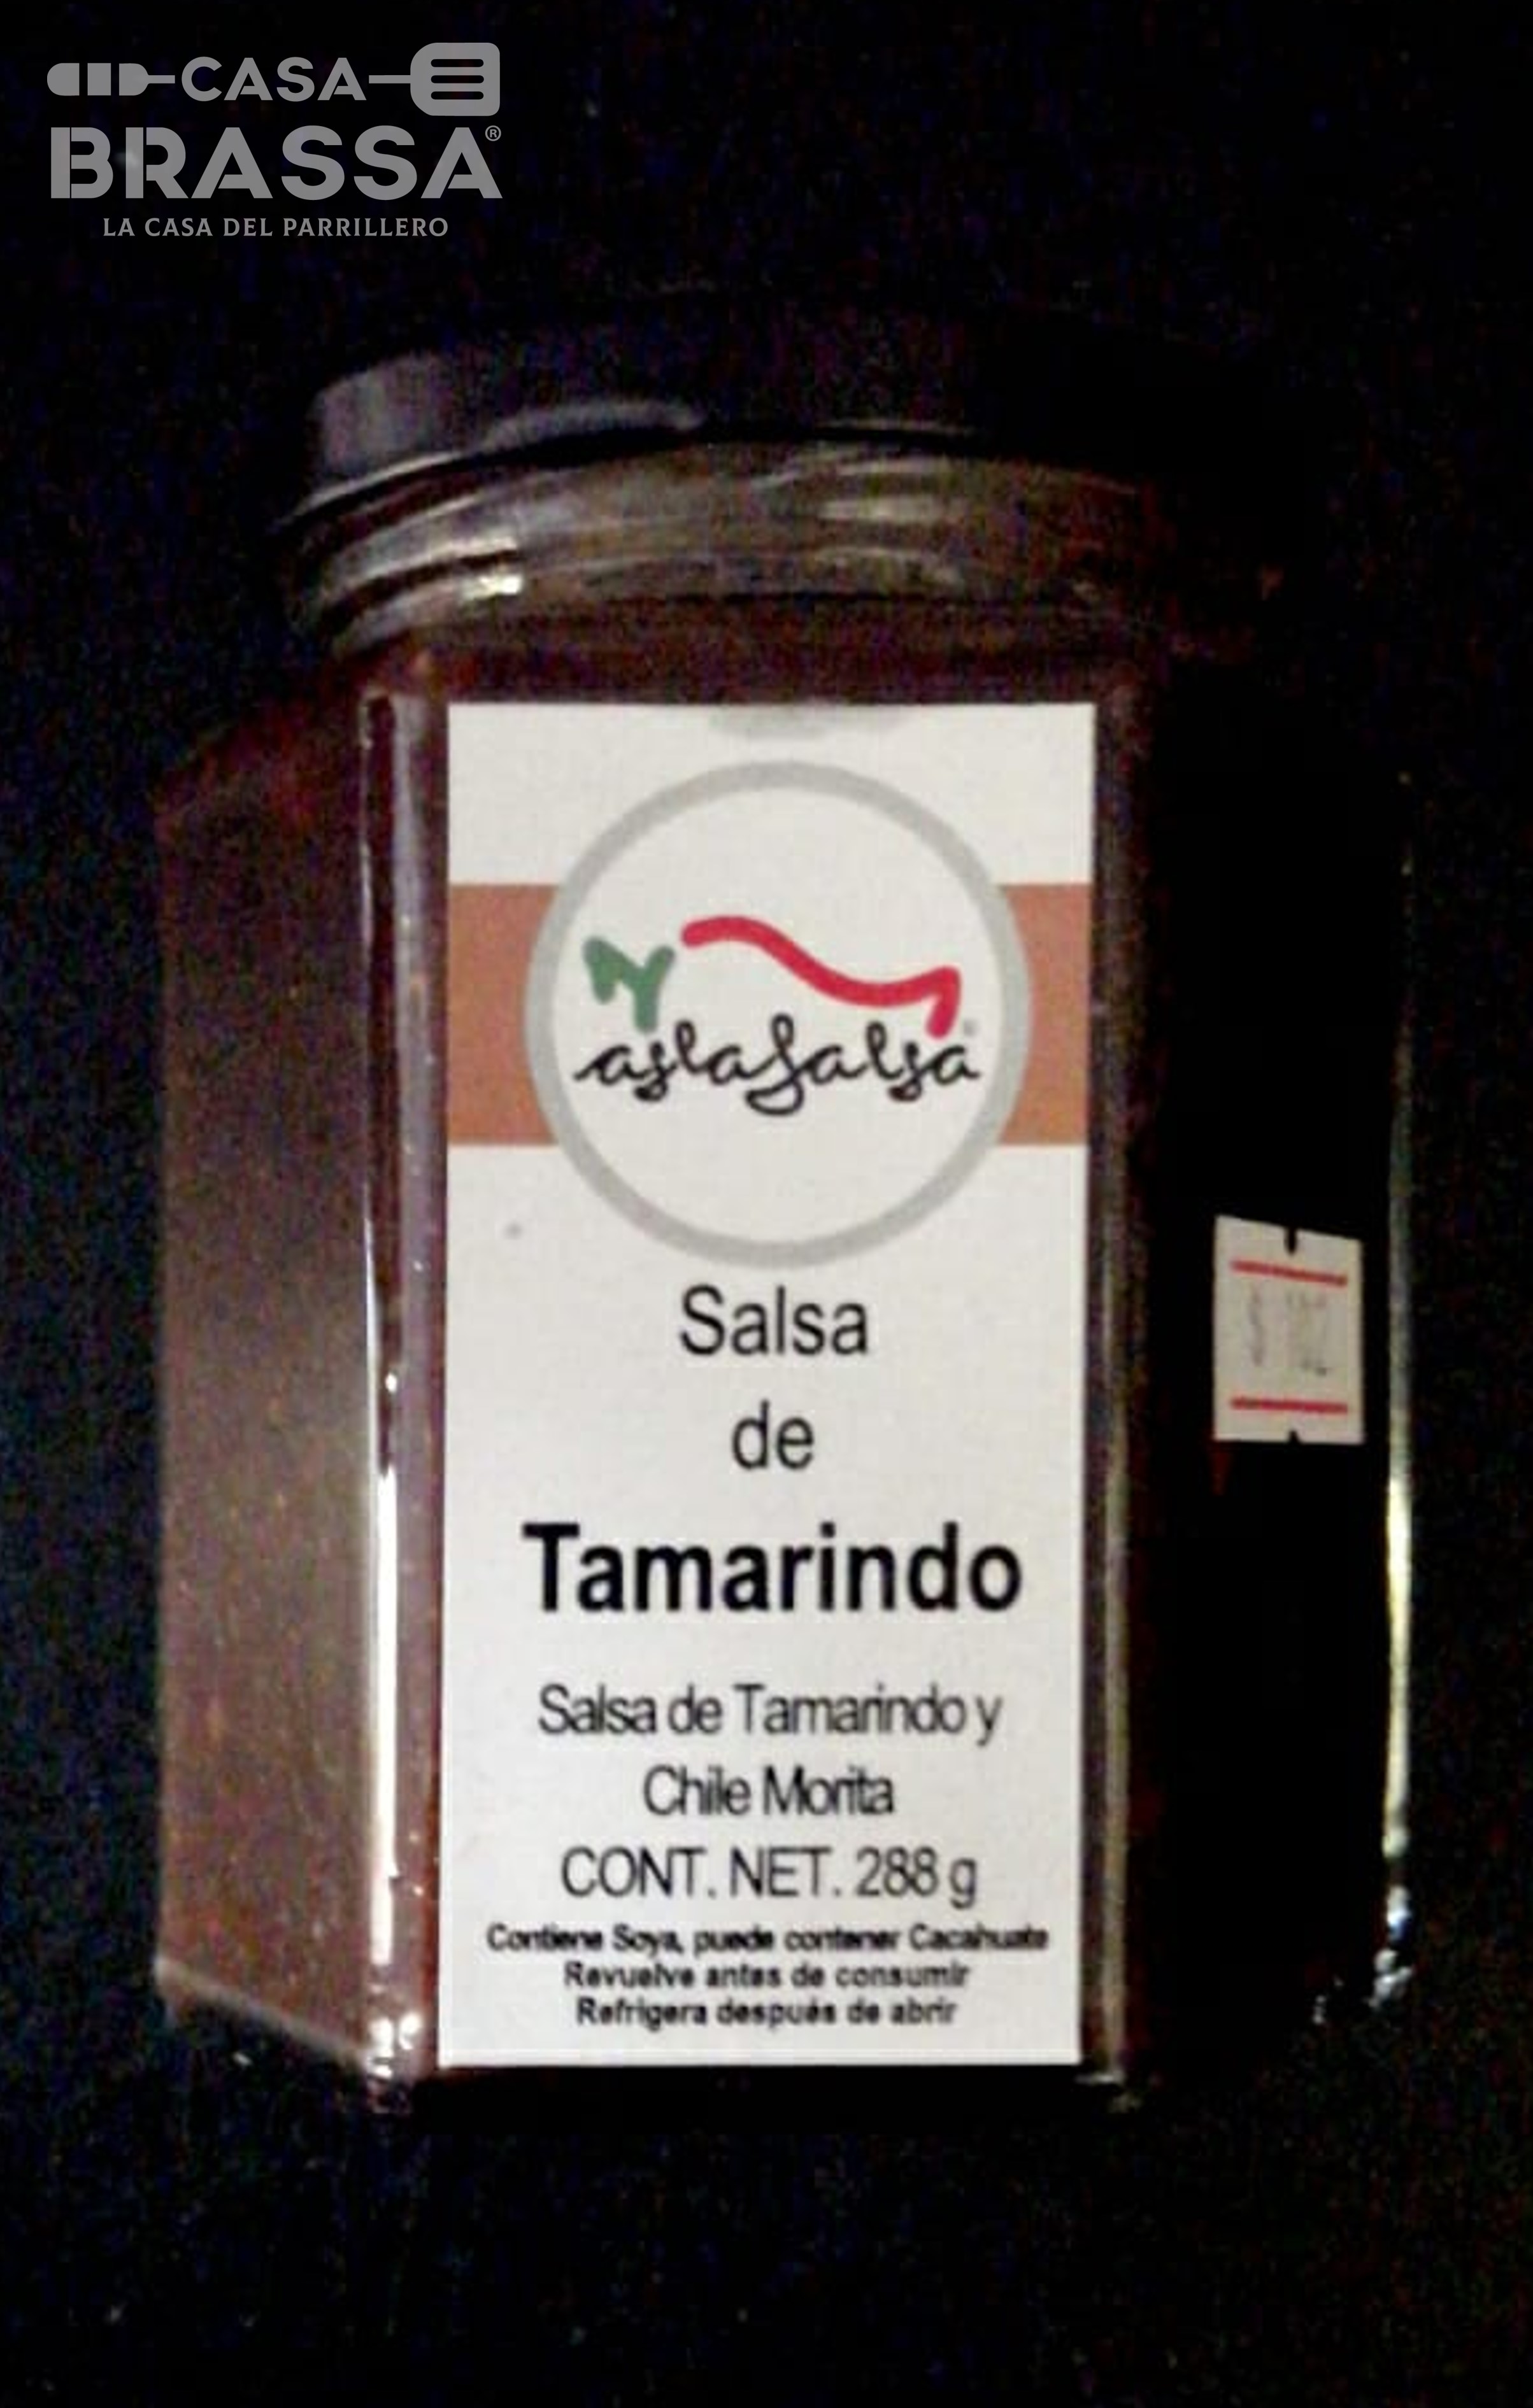 CASA
BRASSA®
LA CASA DEL PARRILLERO
aslasalsa
Salsa
de
Tamarindo
Salsa de Tamarindo y
Chile Morita
CONT. NET. 288 g
Contiene Soya, puede contener Cacahuate
Revuelve antes de consumir
Refrigera después de abrir
$